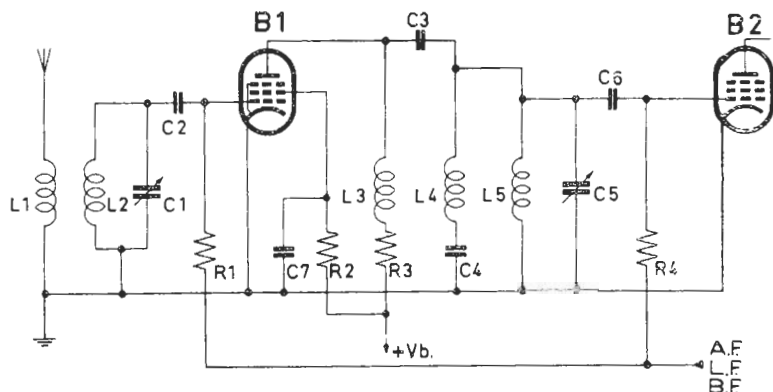 B1
B2
C3
C6
C2
L1
L2
C1
L3
L4
L5
C5
R1
C7
R2
R3
C4
R4
+Vb.
A.F.
L.F.
B.F.